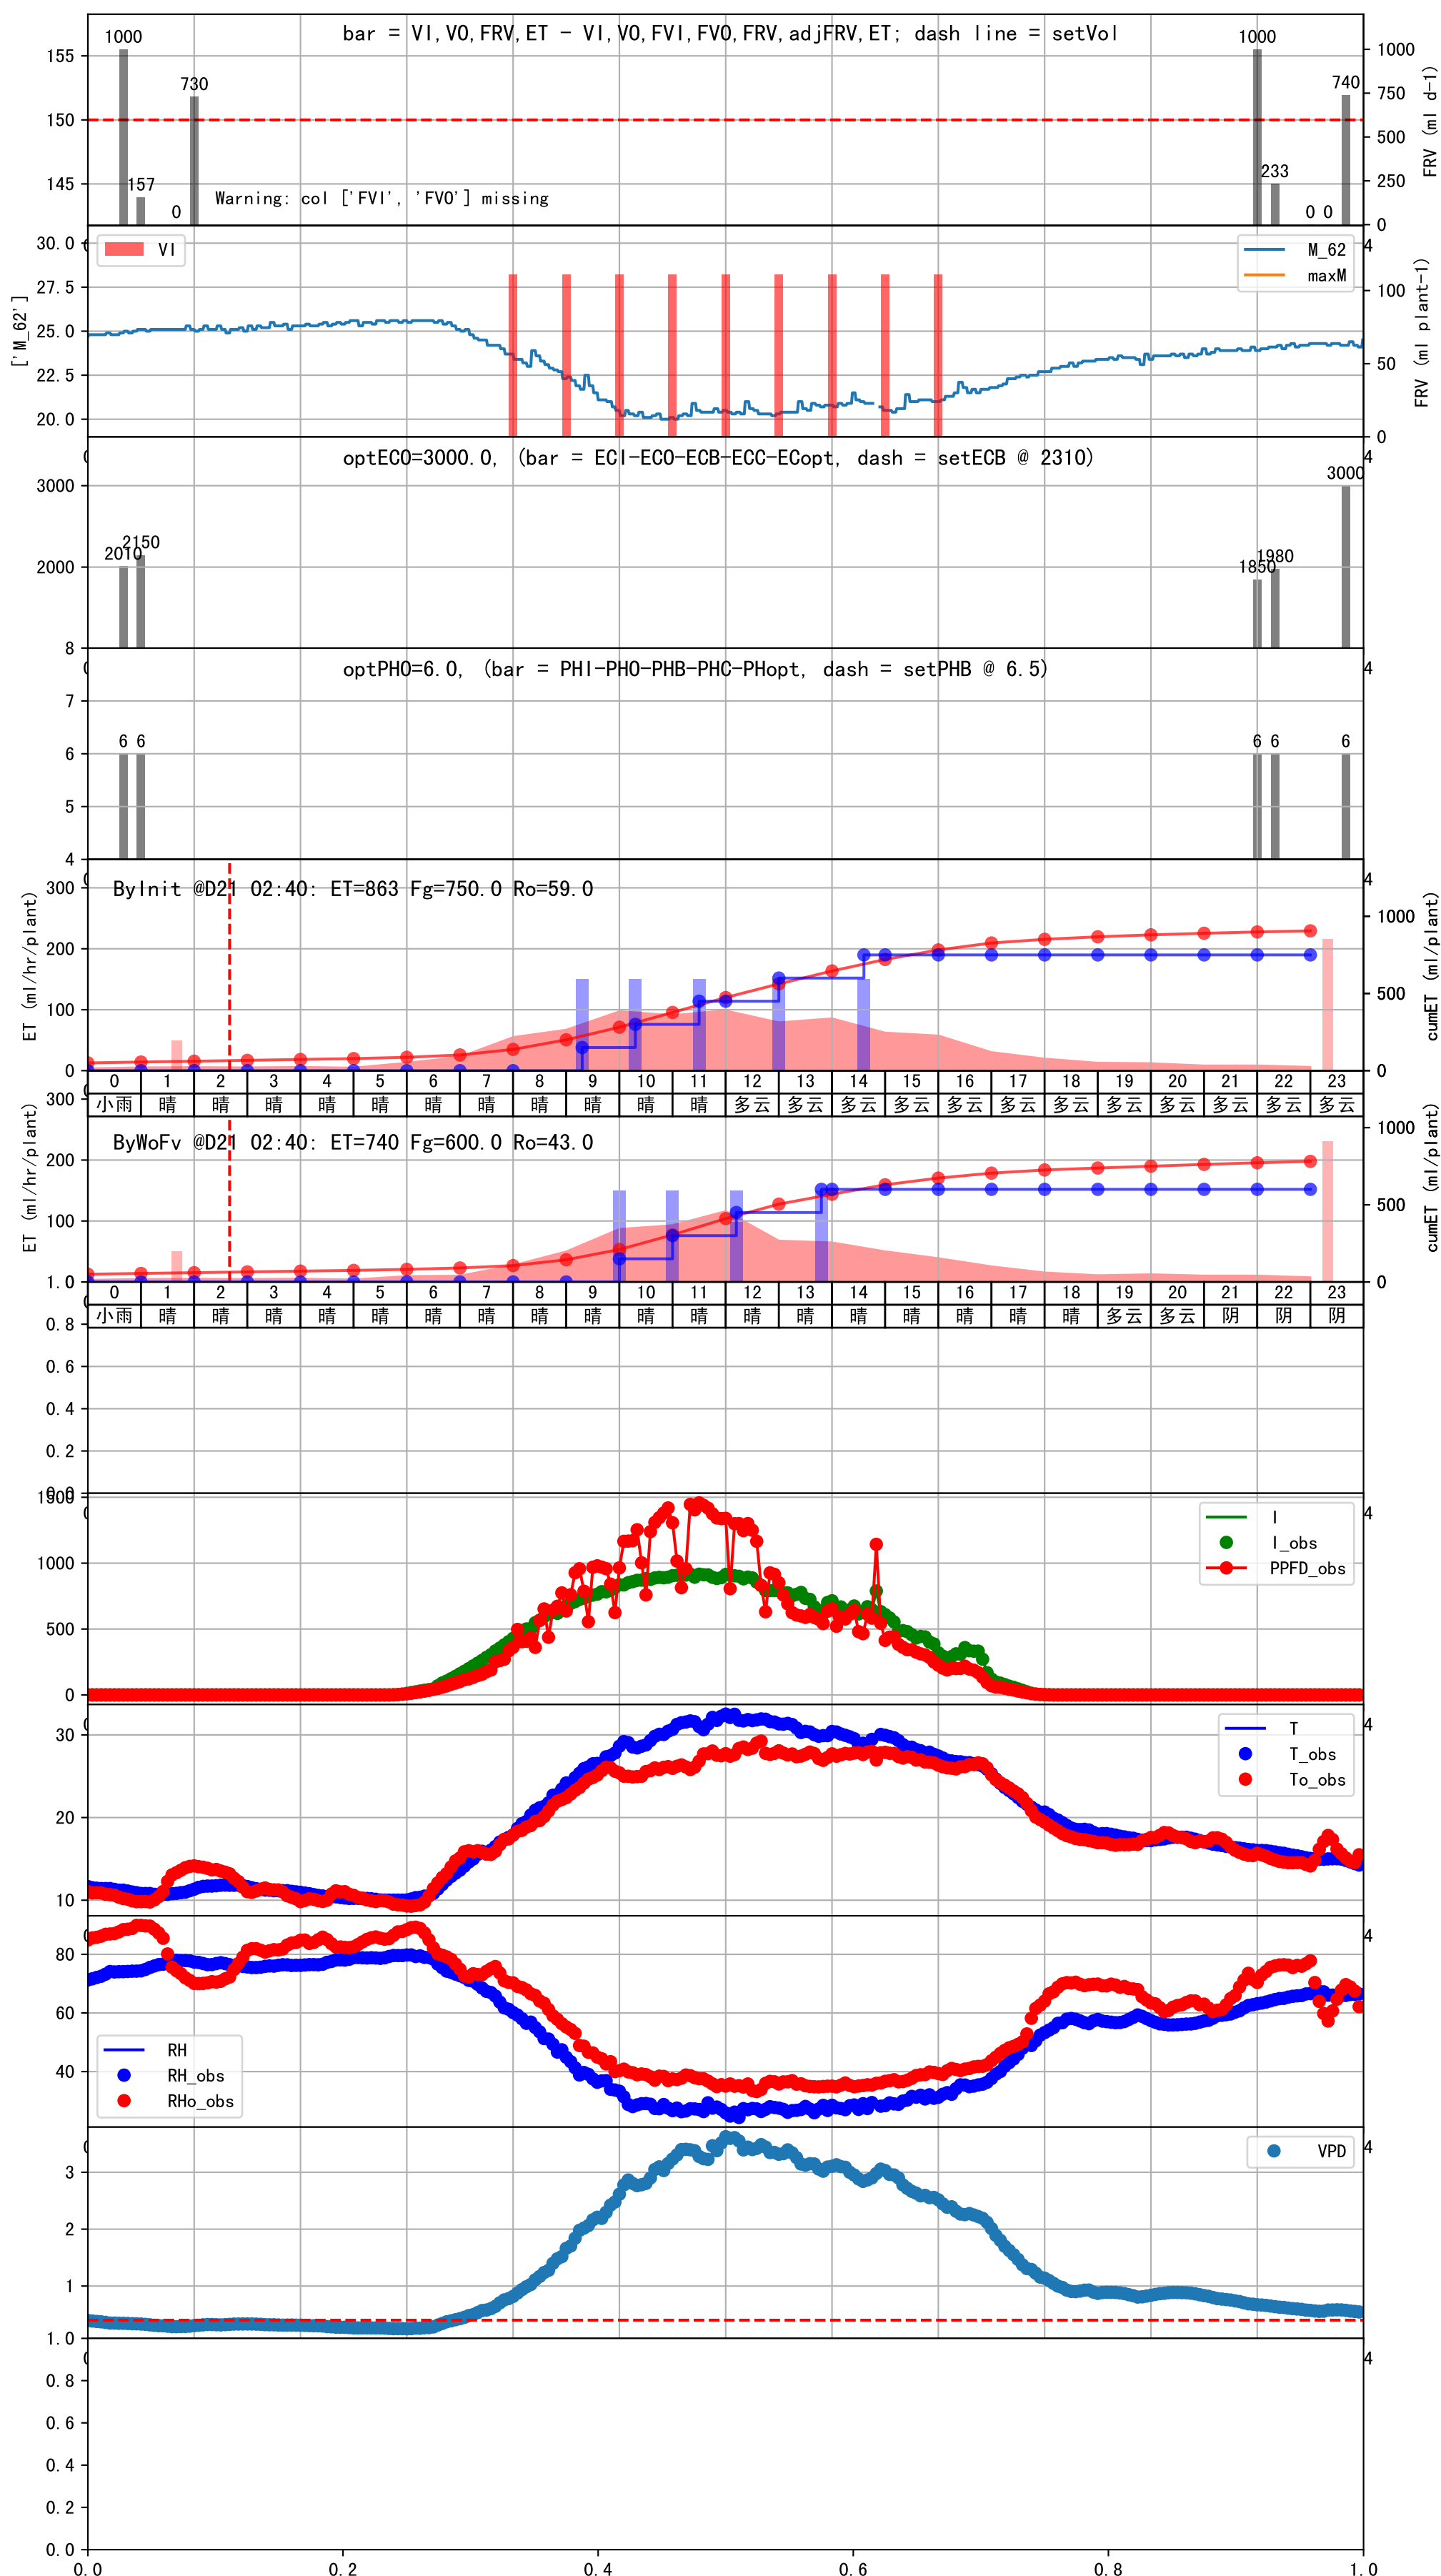 bar = VI,VO,FRV,ET - VI,VO,FVI,FVO,FRV,adjFRV,ET; dash line = setVol
1000
157
0
730
1000
233
0 0
740
Warning: col ['FVI', 'FVO'] missing
155
150
145
1000
750
500
250
0
FRV (ml d-1)
VI
M_62
maxM
['M_62']
30.0
27.5
25.0
22.5
20.0
4
100
50
0
FRV (ml plant-1)
optECO=3000.0, (bar = ECI-ECO-ECB-ECC-ECopt, dash = setECB @ 2310)
4
3000
2000
2010
2150
1850
1980
3000
optPHO=6.0, (bar = PHI-PHO-PHB-PHC-PHopt, dash = setPHB @ 6.5)
4
8
7
6
5
4
6 6
6 6
6
ByInit @D21 02:40: ET=863 Fg=750.0 Ro=59.0
4
300
200
100
0
ET (ml/hr/plant)
1000
500
0
cumET (ml/plant)
0 1 2 3 4 5 6 7 8 9 10 11 12 13 14 15 16 17 18 19 20 21 22 23
小雨 晴 晴 晴 晴 晴 晴 晴 晴 晴 晴 晴 多云 多云 多云 多云 多云 多云 多云 多云 多云 多云 多云 多云
ByWoFv @D21 02:40: ET=740 Fg=600.0 Ro=43.0
300
200
100
ET (ml/hr/plant)
1000
500
0
cumET (ml/plant)
0 1 2 3 4 5 6 7 8 9 10 11 12 13 14 15 16 17 18 19 20 21 22 23
小雨 晴 晴 晴 晴 晴 晴 晴 晴 晴 晴 晴 晴 晴 晴 晴 晴 晴 晴 多云 多云 阴 阴 阴
1.0
0.8
0.6
0.4
0.2
4
1500
1000
500
0
I
I_obs
PPFD_obs
4
30
20
10
T
T_obs
To_obs
4
80
60
40
RH
RH_obs
RHo_obs
4
3
2
1
VPD
4
1.0
0.8
0.6
0.4
0.2
0.0
0.0 0.2 0.4 0.6 0.8 1.0